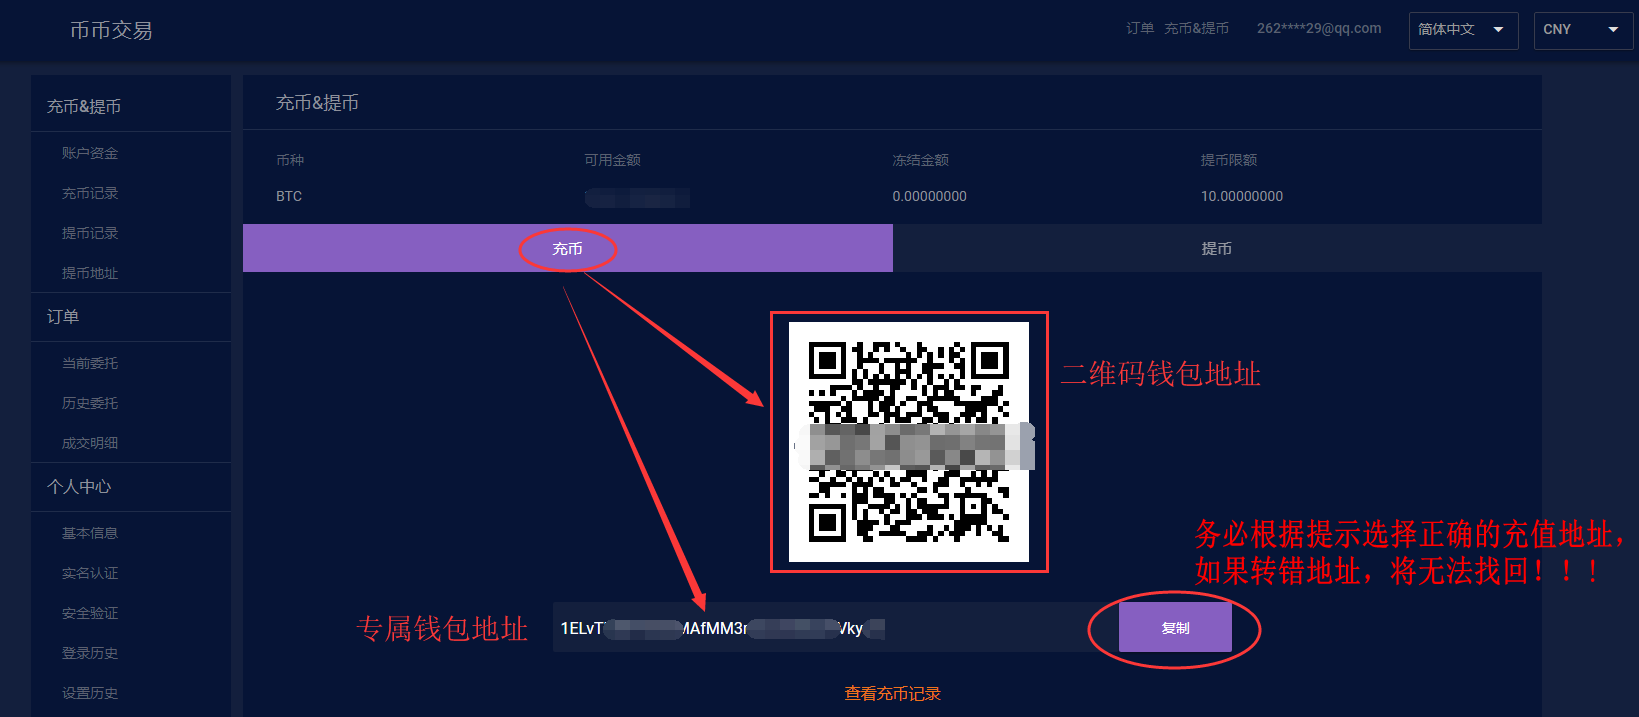 币币交易
订单 充币&提币 262****29@qq.com 简体中文 CNY
充币&提币
账户资金
充币记录
提币记录
提币地址
订单
当前委托
历史委托
成交明细
个人中心
基本信息
实名认证
安全验证
登录历史
设置历史
充币&提币
币种 可用金额 冻结金额 提币限额
BTC 0.00000000 10.00000000
充币 提币
二维码钱包地址
务必根据提示选择正确的充值地址，
如果转错地址，将无法找回！！！
专属钱包地址
1ELvT MAfMM3 Vky
复制
查看充币记录